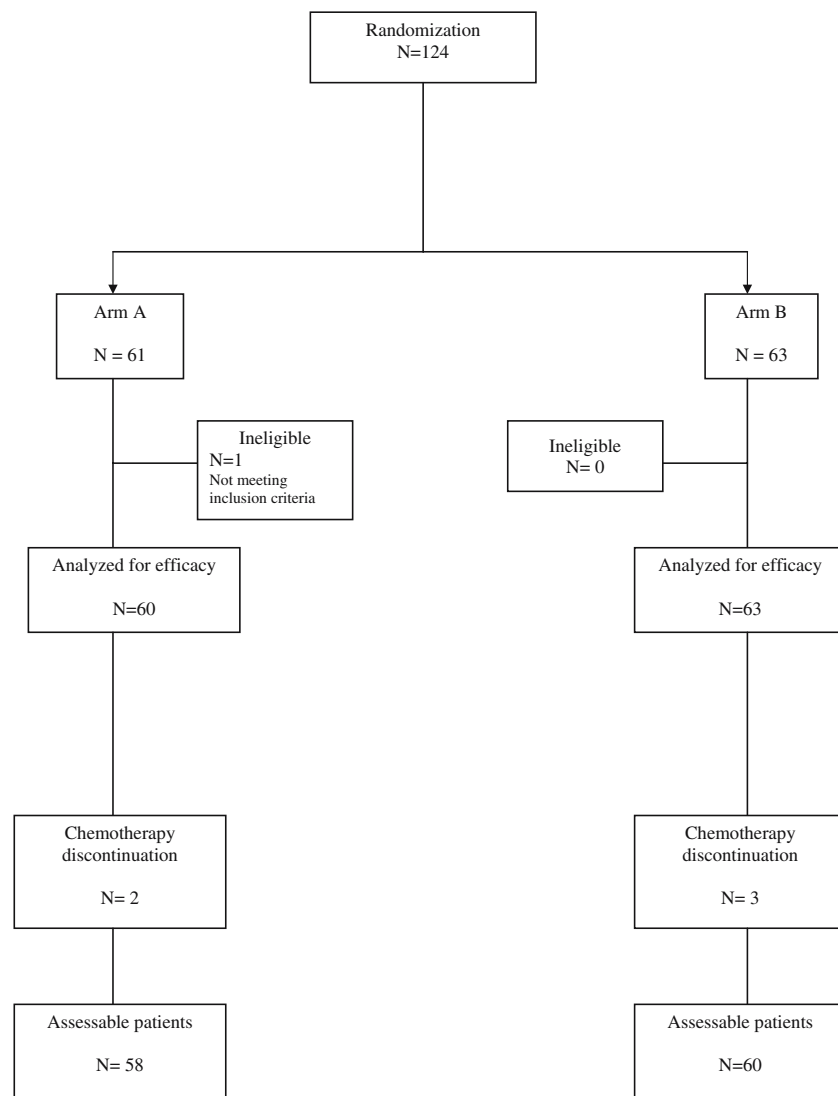 Randomization
N=124
Arm A
N = 61
Arm B
N = 63
Ineligible
N=1
Not meeting
inclusion criteria
Ineligible
N= 0
Analyzed for efficacy
N=60
Analyzed for efficacy
N=63
Chemotherapy
discontinuation
N= 2
Chemotherapy
discontinuation
N= 3
Assessable patients
N= 58
Assessable patients
N=60